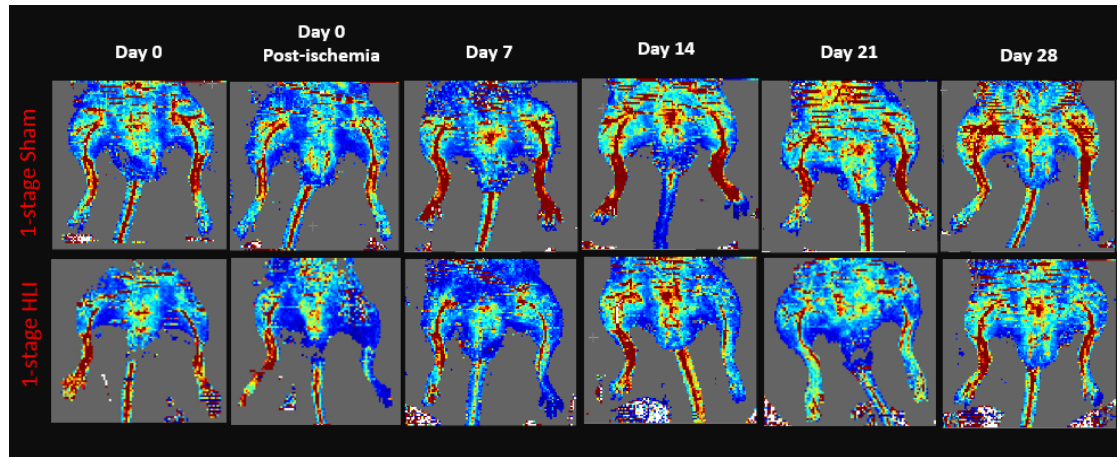 Day 0
Day 0
Post-ischemia
Day 7
Day 14
Day 21
Day 28
1-stage Sham
1-stage HLI